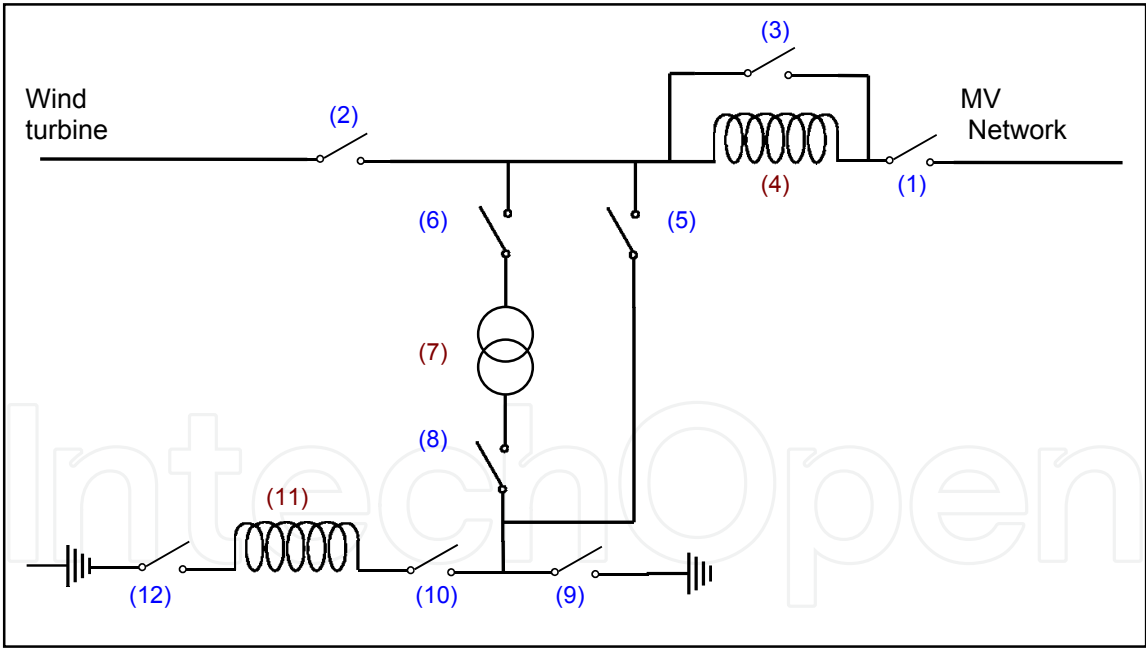 (3)
Wind
turbine
(2)
MV
Network
(4)
(1)
(6)
(5)
(7)
(8)
(11)
(12)
(10)
(9)
IntechOpen